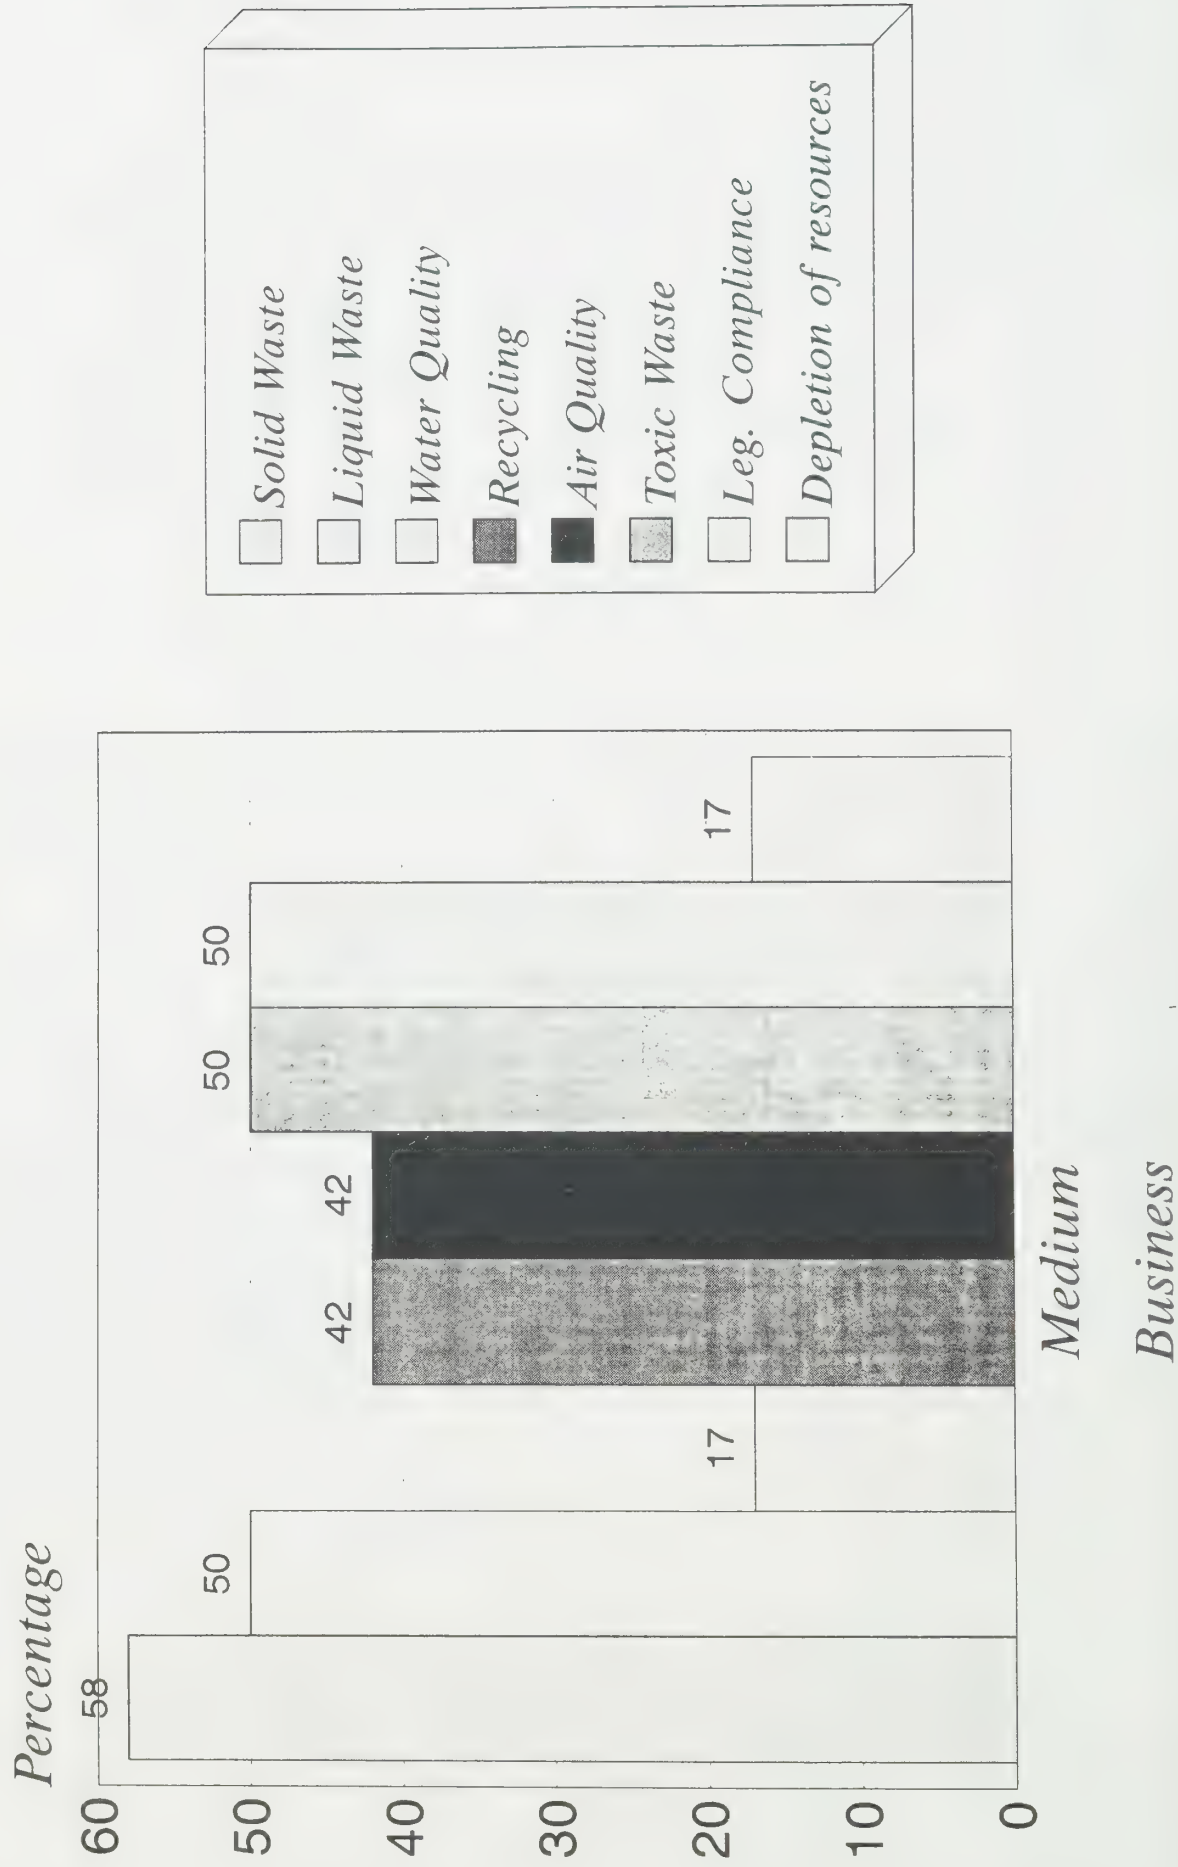 Percentage
60
50
40
30
20
10
0
58
50
17
42
42
50
50
17
Medium
Business
Solid Waste
Liquid Waste
Water Quality
Recycling
Air Quality
Toxic Waste
Leg. Compliance
Depletion of resources